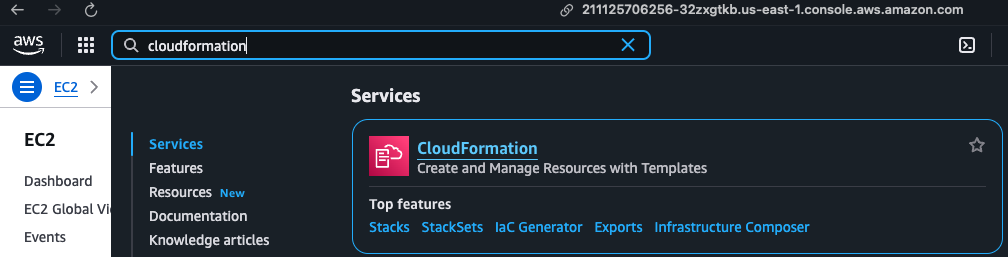 211125706256-32zxgtkb.us-east-1.console.aws.amazon.com
aws
cloudformation
EC2
EC2
Dashboard
EC2 Global Vi
Events
Services
Features
Resources New
Documentation
Knowledge articles
Services
CloudFormation
Create and Manage Resources with Templates
Top features
Stacks StackSets IaC Generator Exports Infrastructure Composer